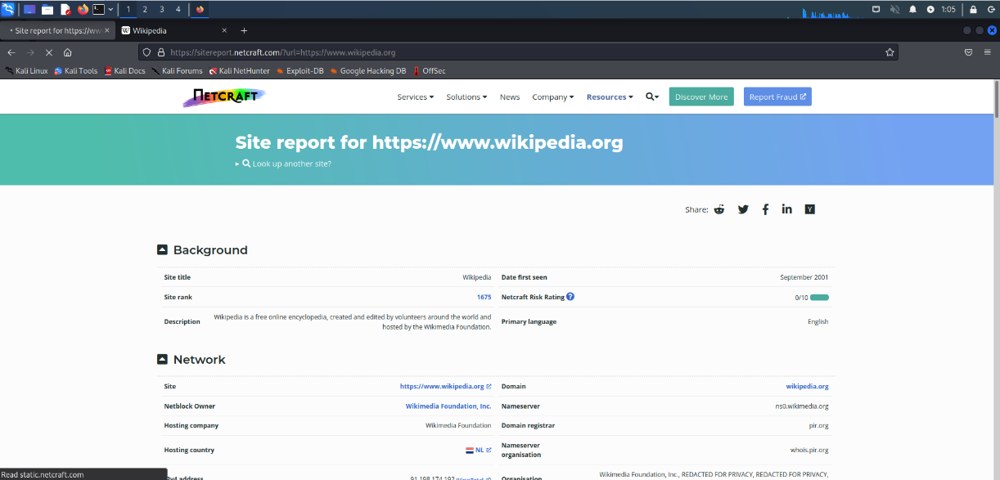 1 2 3 4 1:05
Site report for https://www
Wikipedia
https://sitereport.netcraft.com/?url=https://www.wikipedia.org
Kali Linux Kali Tools Kali Docs Kali Forums Kali NetHunter Exploit-DB Google Hacking DB OffSec
NETCRAFT Services Solutions News Company Resources Discover More Report Fraud
Site report for https://www.wikipedia.org
Look up another site?
Share:
Background
Site title Wikipedia Date first seen September 2001
Site rank 1675 Netcraft Risk Rating ? 0/10
Description Wikipedia is a free online encyclopedia, created and edited by volunteers around the world and
hosted by the Wikimedia Foundation.
Primary language English
Network
Site https://www.wikipedia.org Domain wikipedia.org
Netblock Owner Wikimedia Foundation, Inc. Nameserver ns0.wikimedia.org
Hosting company Wikimedia Foundation Domain registrar pir.org
Hosting country NL Nameserver
organisation whois.pir.org
IPv4 address 91.198.174.192 Organisation Wikimedia Foundation, Inc., REDACTED FOR PRIVACY, REDACTED FOR PRIVACY,
Read static.netcraft.com